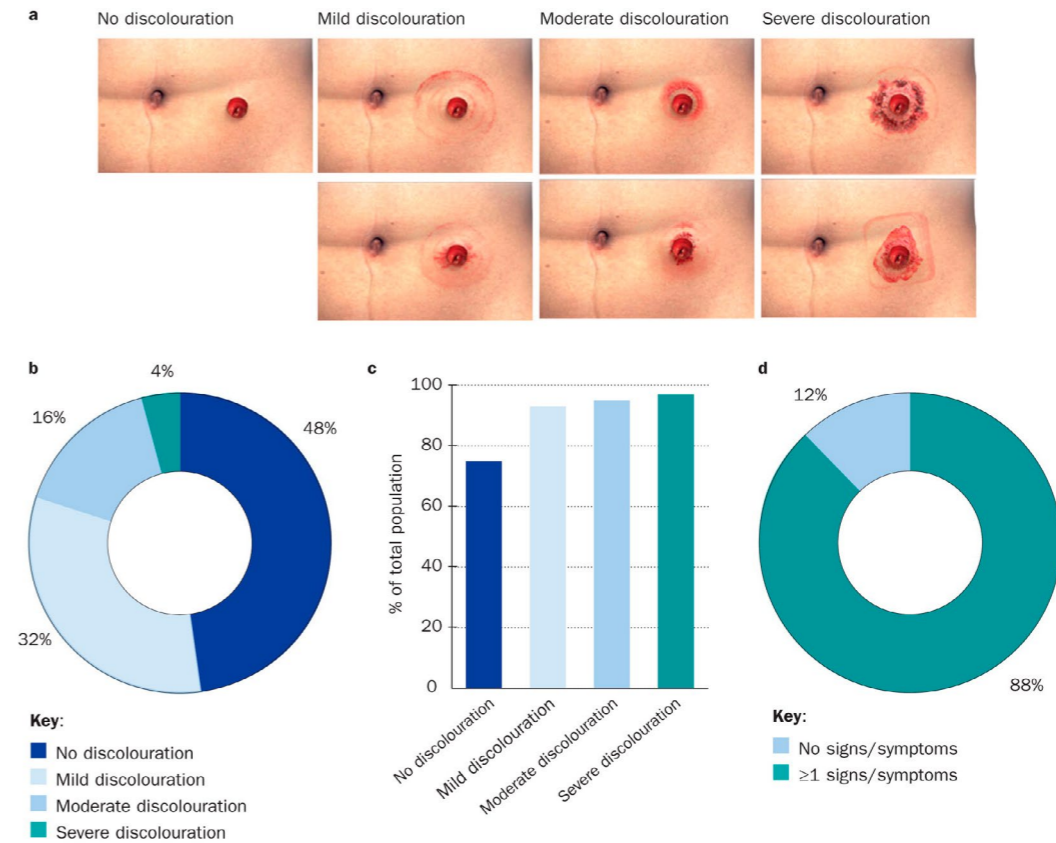 a
No discolouration
Mild discolouration
Moderate discolouration
Severe discolouration
b
4%
16%
48%
32%
Key:
No discolouration
Mild discolouration
Moderate discolouration
Severe discolouration
c
% of total population
100
80
60
40
20
0
No discolouration
Mild discolouration
Moderate discolouration
Severe discolouration
d
12%
88%
Key:
No signs/symptoms
≥1 signs/symptoms